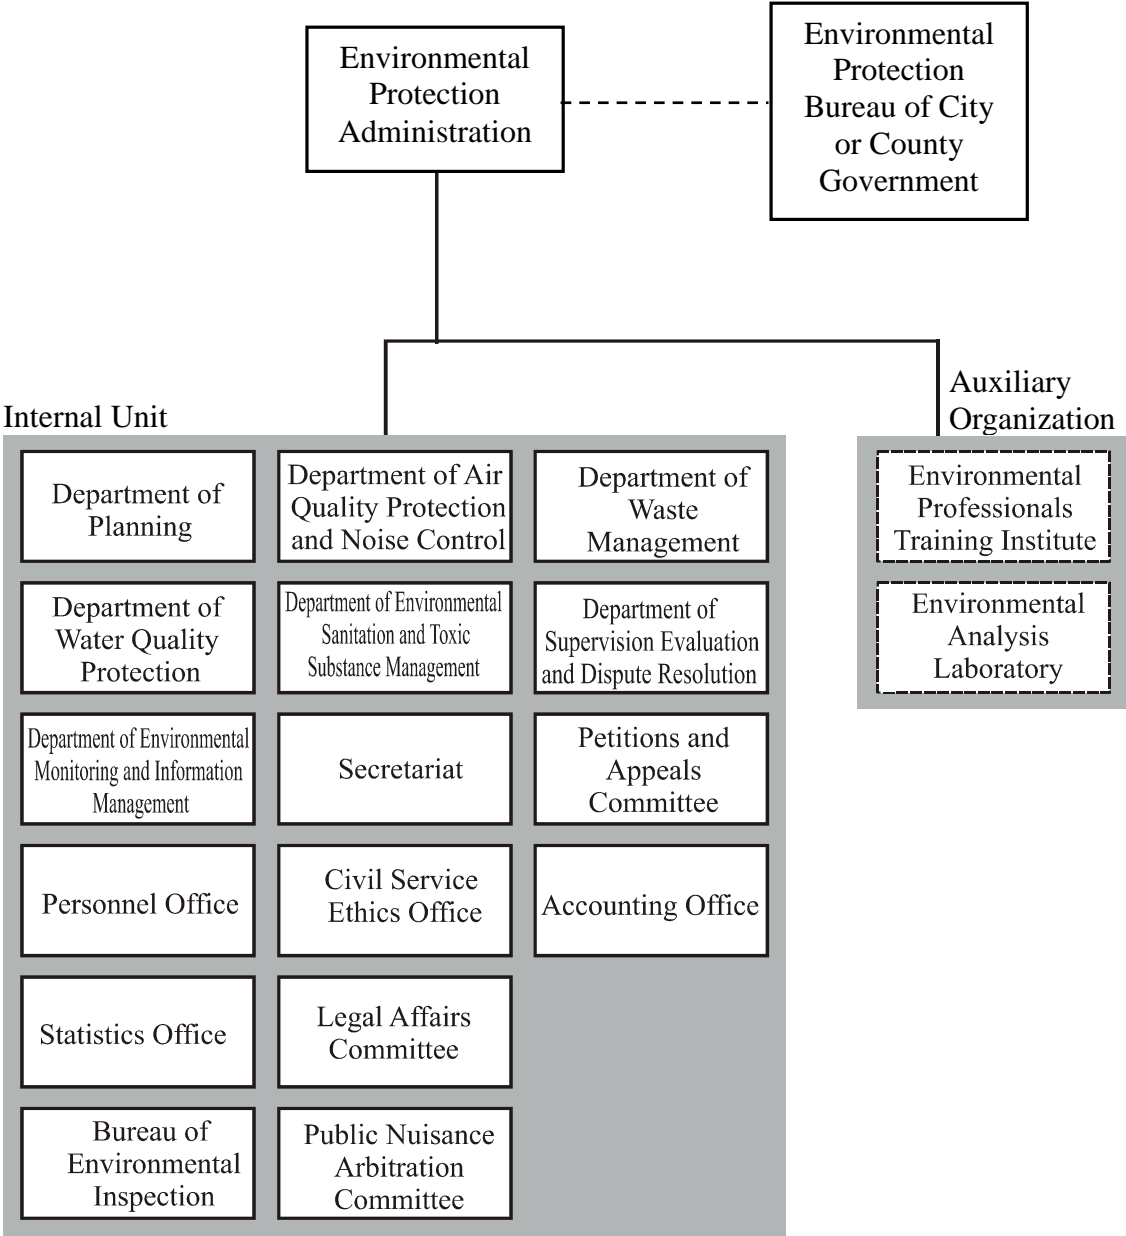 Environmental
Protection
Administration
Environmental
Protection
Bureau of City
or County
Government
Internal Unit
Auxiliary
Organization
Department of
Planning
Department of Air
Quality Protection
and Noise Control
Department of
Waste
Management
Environmental
Professionals
Training Institute
Department of
Water Quality
Protection
Department of Environmental
Sanitation and Toxic
Substance Management
Department of
Supervision Evaluation
and Dispute Resolution
Environmental
Analysis
Laboratory
Department of Environmental
Monitoring and Information
Management
Secretariat
Petitions and
Appeals
Committee
Personnel Office
Civil Service
Ethics Office
Accounting Office
Statistics Office
Legal Affairs
Committee
Bureau of
Environmental
Inspection
Public Nuisance
Arbitration
Committee